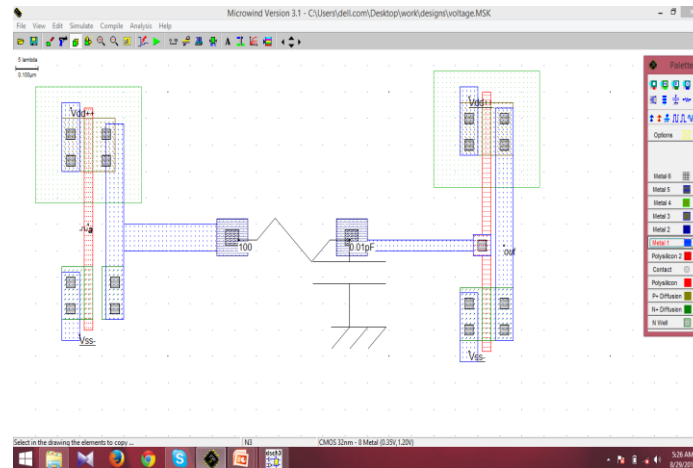 Microwind Version 3.1 - C:\Users\dell.com\Desktop\work\designs\voltage.MSK
File View Edit Simulate Compile Analysis Help
5 lambda
0.100µm
Vdd++
Vdd++
100
0.01pF
out
Vss-
Vss-
Palette
Options
Metal 6
Metal 5
Metal 4
Metal 3
Metal 2
Metal 1
Polysilicon 2
Contact
Polysilicon
P+ Diffusion
N+ Diffusion
N Well
Select in the drawing the elements to copy ...
N3
CMOS 32nm - 8 Metal (0.35V,1.20V)
dsch3
5:26 AM